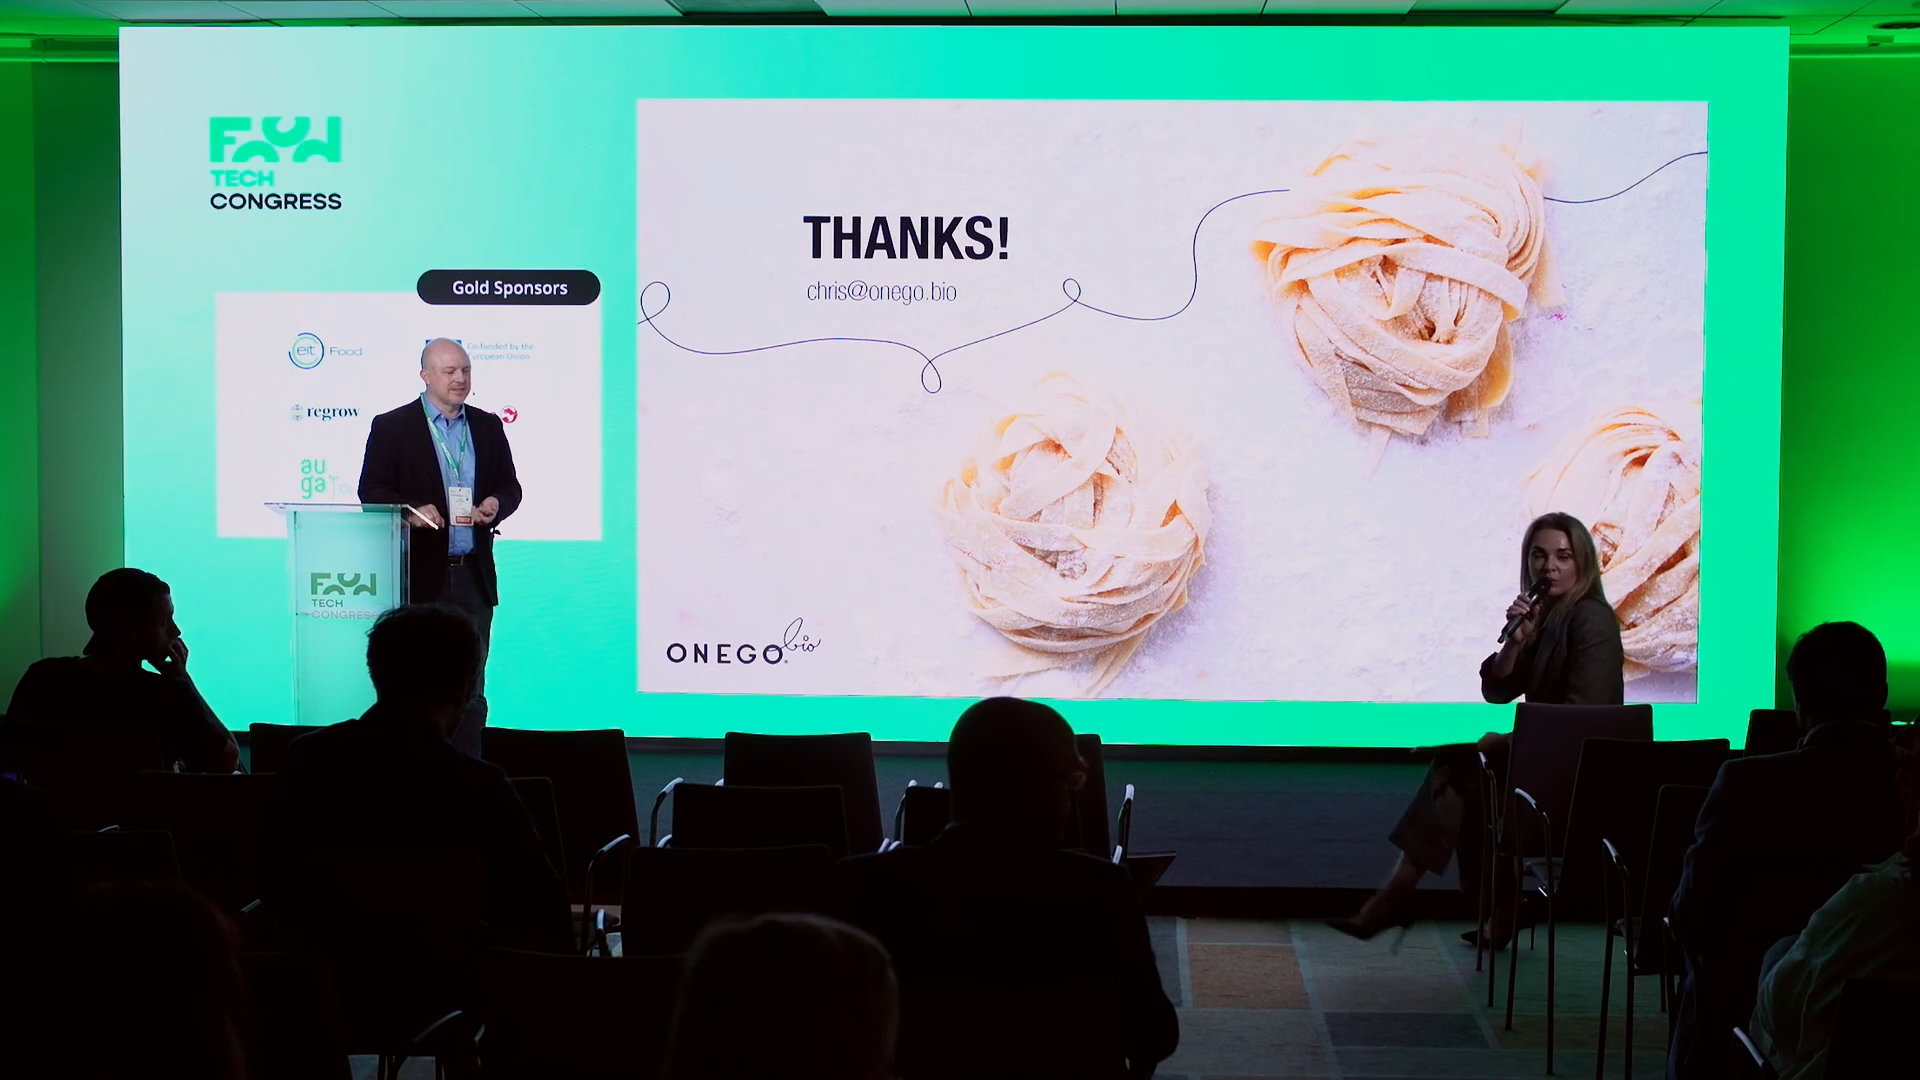 FOOD
TECH
CONGRESS
Gold Sponsors
eit Food
Co-funded by the
European Union
regrow
au
ga
THANKS!
chris@onego.bio
ONEGO bio
FOOD
TECH
CONGRESS